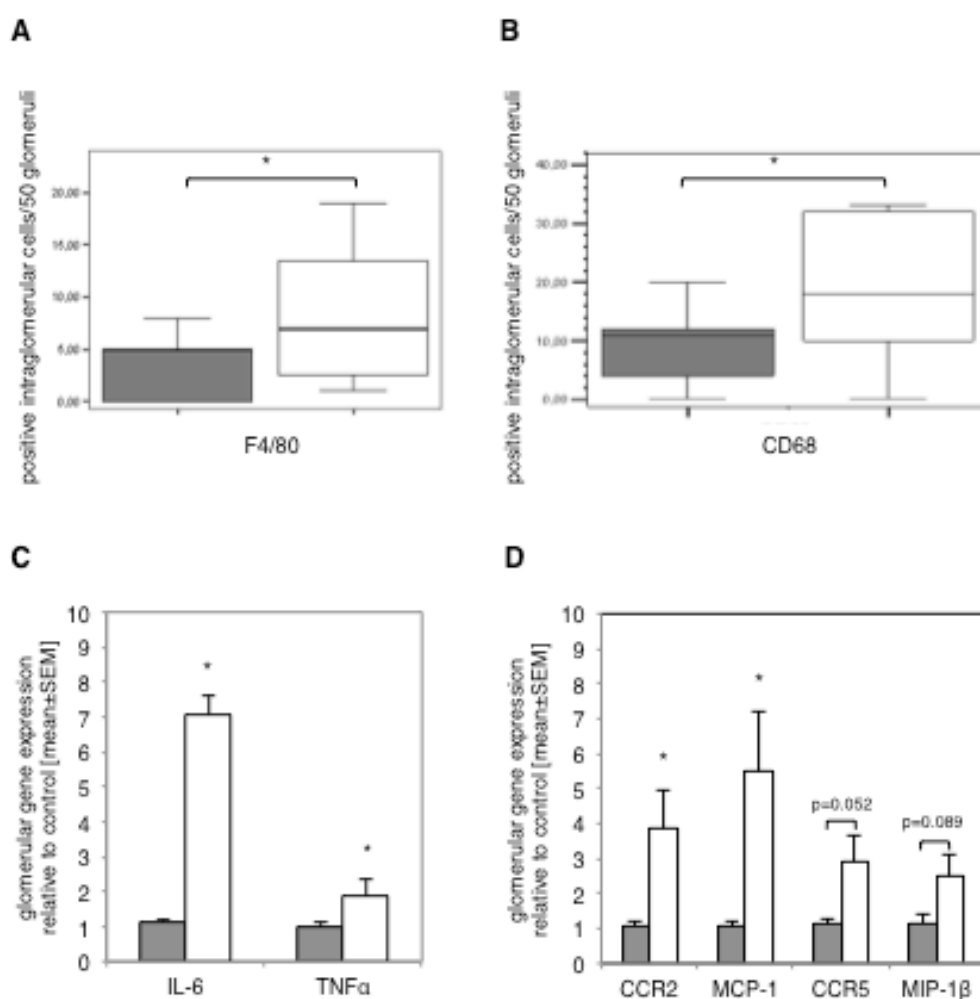 A
positive intraglomerular cells/50 glomeruli
*
20,00
15,00
10,00
5,00
0,00
F4/80
B
positive intraglomerular cells/50 glomeruli
*
40,00
30,00
20,00
10,00
0,00
CD68
C
glomerular gene expression
relative to control [mean±SEM]
10
9
8
7
6
5
4
3
2
1
0
*
*
IL-6
TNFα
D
glomerular gene expression
relative to control [mean±SEM]
10
9
8
7
6
5
4
3
2
1
0
*
*
p=0.052
p=0.089
CCR2
MCP-1
CCR5
MIP-1β